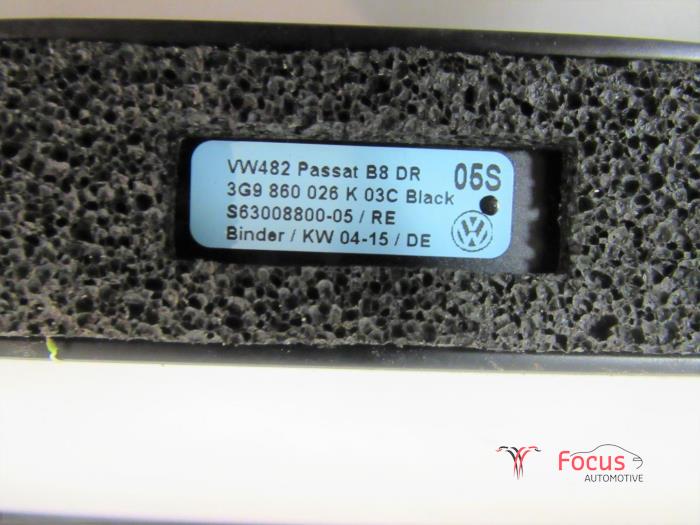 VW482 Passat B8 DR 05S
3G9 860 026 K 03C Black
S63008800-05 / RE
Binder / KW 04-15 / DE
Focus
AUTOMOTIVE